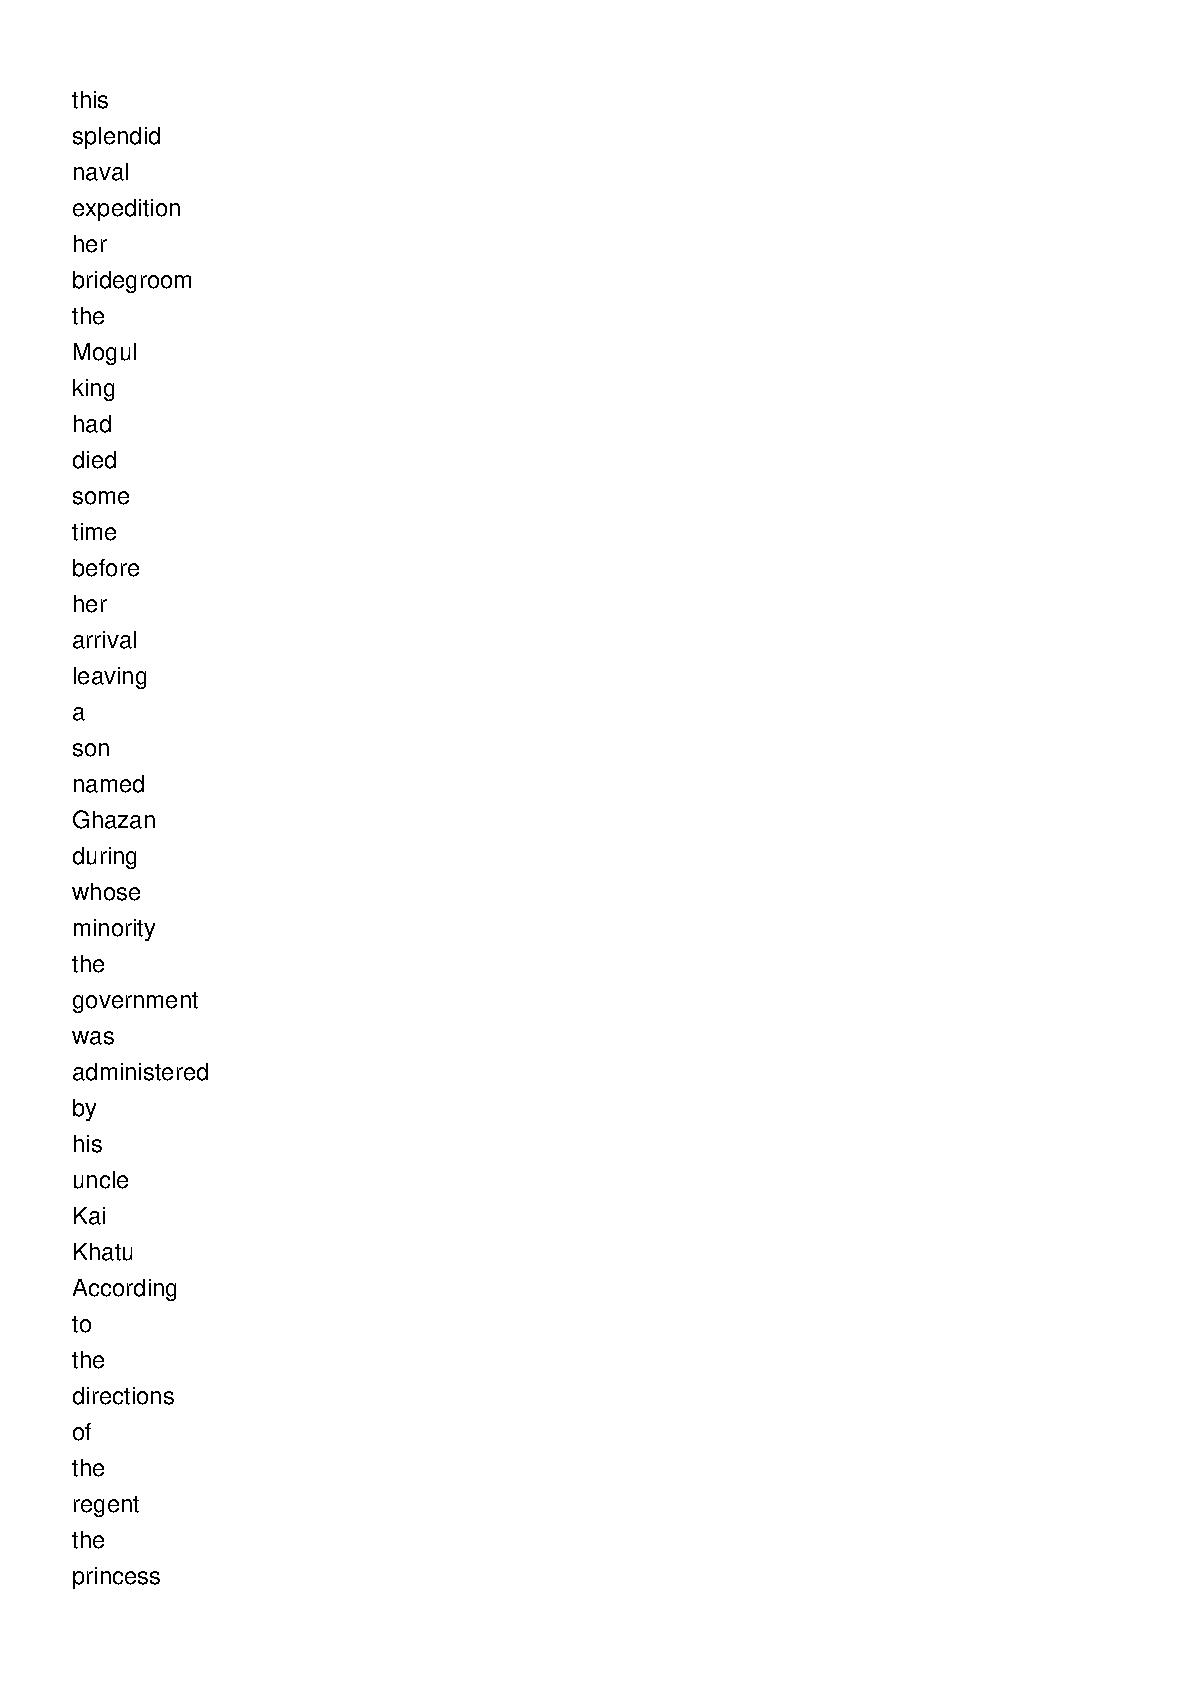 this
splendid
naval
expedition
her
bridegroom
the
Mogul
king
had
died
some
time
before
her
arrival
leaving
a
son
named
Ghazan
during
whose
minority
the
government
was
administered
by
his
uncle
Kai
Khatu
According
to
the
directions
of
the
regent
the
princess